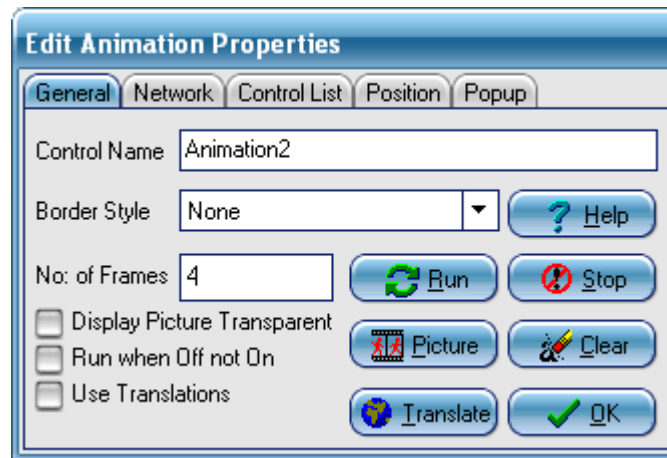 Edit Animation Properties
General Network Control List Position Popup
Control Name Animation2
Border Style None Help
No: of Frames 4 Run Stop
Display Picture Transparent
Run when Off not On
Picture Clear
Use Translations
Translate OK